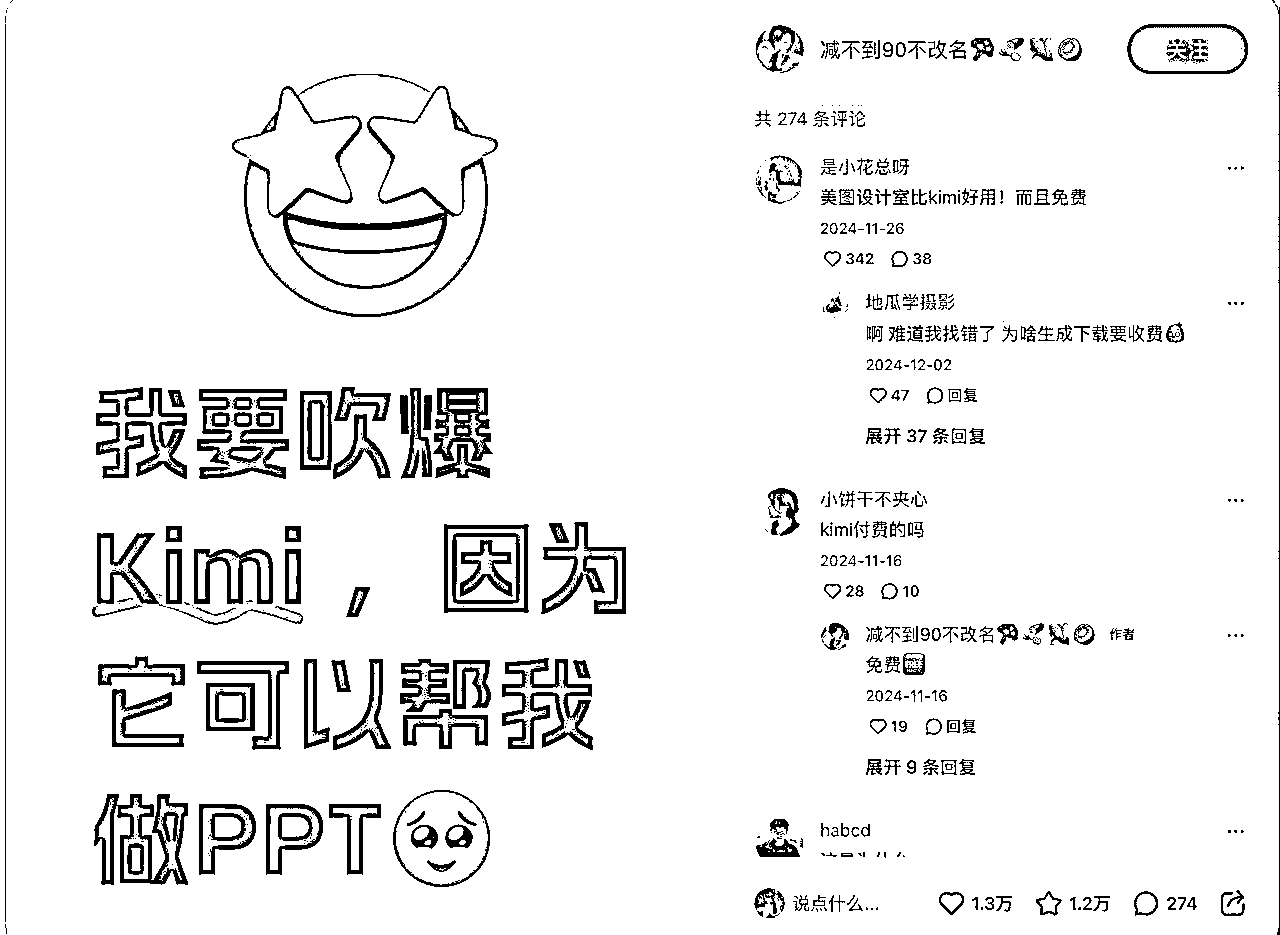 我要吹爆
Kimi，因为
它可以帮我
做PPT
减不到90不改名
关注
共 274 条评论
是小花总呀
美图设计室比kimi好用！而且免费
2024-11-26
342 38
地瓜学摄影
啊 难道我找错了 为啥生成下载要收费
2024-12-02
47 回复
展开 37 条回复
小饼干不夹心
kimi付费的吗
2024-11-16
28 10
减不到90不改名 作者
免费
2024-11-16
19 回复
展开 9 条回复
habcd
说点什么... 1.3万 1.2万 274